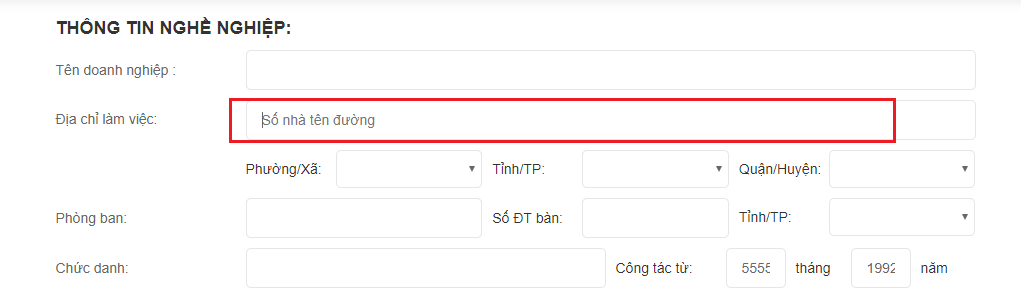 THÔNG TIN NGHỀ NGHIỆP:
Tên doanh nghiệp :
Địa chỉ làm việc: Số nhà tên đường
Phường/Xã: Tỉnh/TP: Quận/Huyện:
Phòng ban: Số ĐT bàn: Tỉnh/TP:
Chức danh: Công tác từ: 5555 tháng 1992 năm